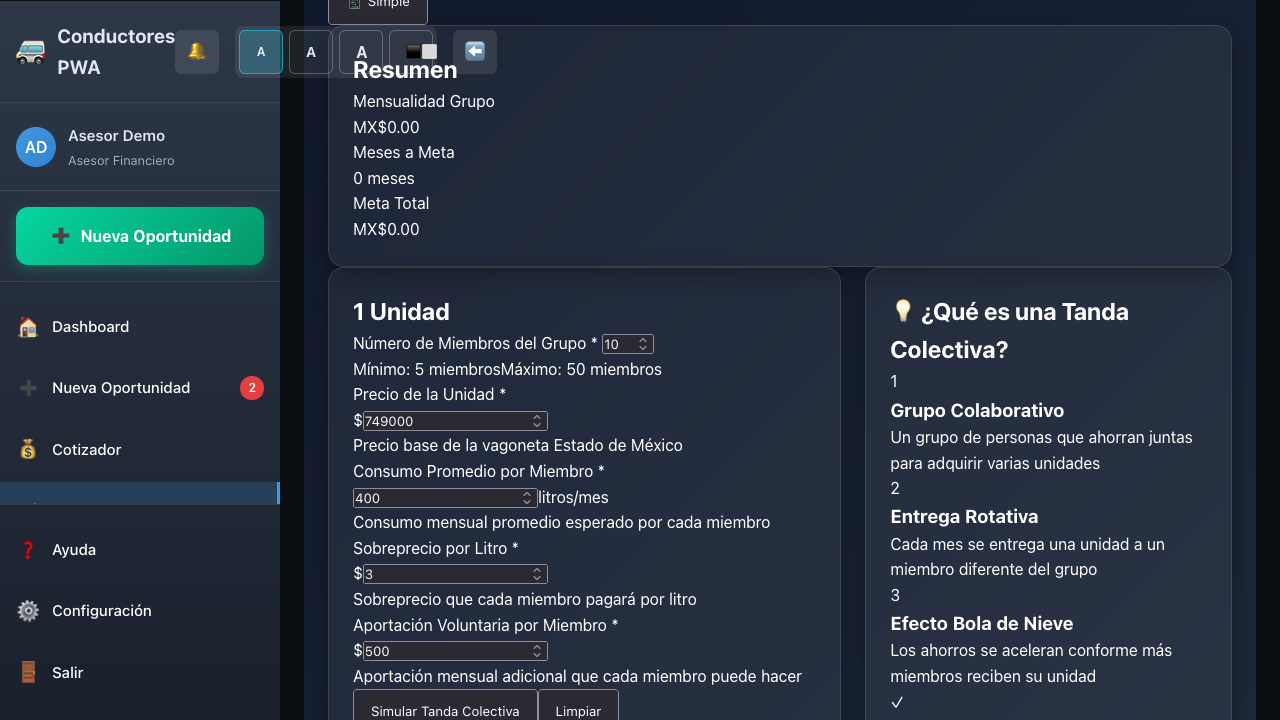 Conductores
PWA
A
A
A
AD
Asesor Demo
Asesor Financiero
Nueva Oportunidad
Dashboard
Nueva Oportunidad
2
Cotizador
Ayuda
Configuración
Salir
Simple
Resumen
Mensualidad Grupo
MX$0.00
Meses a Meta
0 meses
Meta Total
MX$0.00
1 Unidad
Número de Miembros del Grupo * 10
Mínimo: 5 miembrosMáximo: 50 miembros
Precio de la Unidad *
$749000
Precio base de la vagoneta Estado de México
Consumo Promedio por Miembro *
400 litros/mes
Consumo mensual promedio esperado por cada miembro
Sobreprecio por Litro *
$3
Sobreprecio que cada miembro pagará por litro
Aportación Voluntaria por Miembro *
$500
Aportación mensual adicional que cada miembro puede hacer
Simular Tanda Colectiva
Limpiar
¿Qué es una Tanda
Colectiva?
1
Grupo Colaborativo
Un grupo de personas que ahorran juntas
para adquirir varias unidades
2
Entrega Rotativa
Cada mes se entrega una unidad a un
miembro diferente del grupo
3
Efecto Bola de Nieve
Los ahorros se aceleran conforme más
miembros reciben su unidad
✓